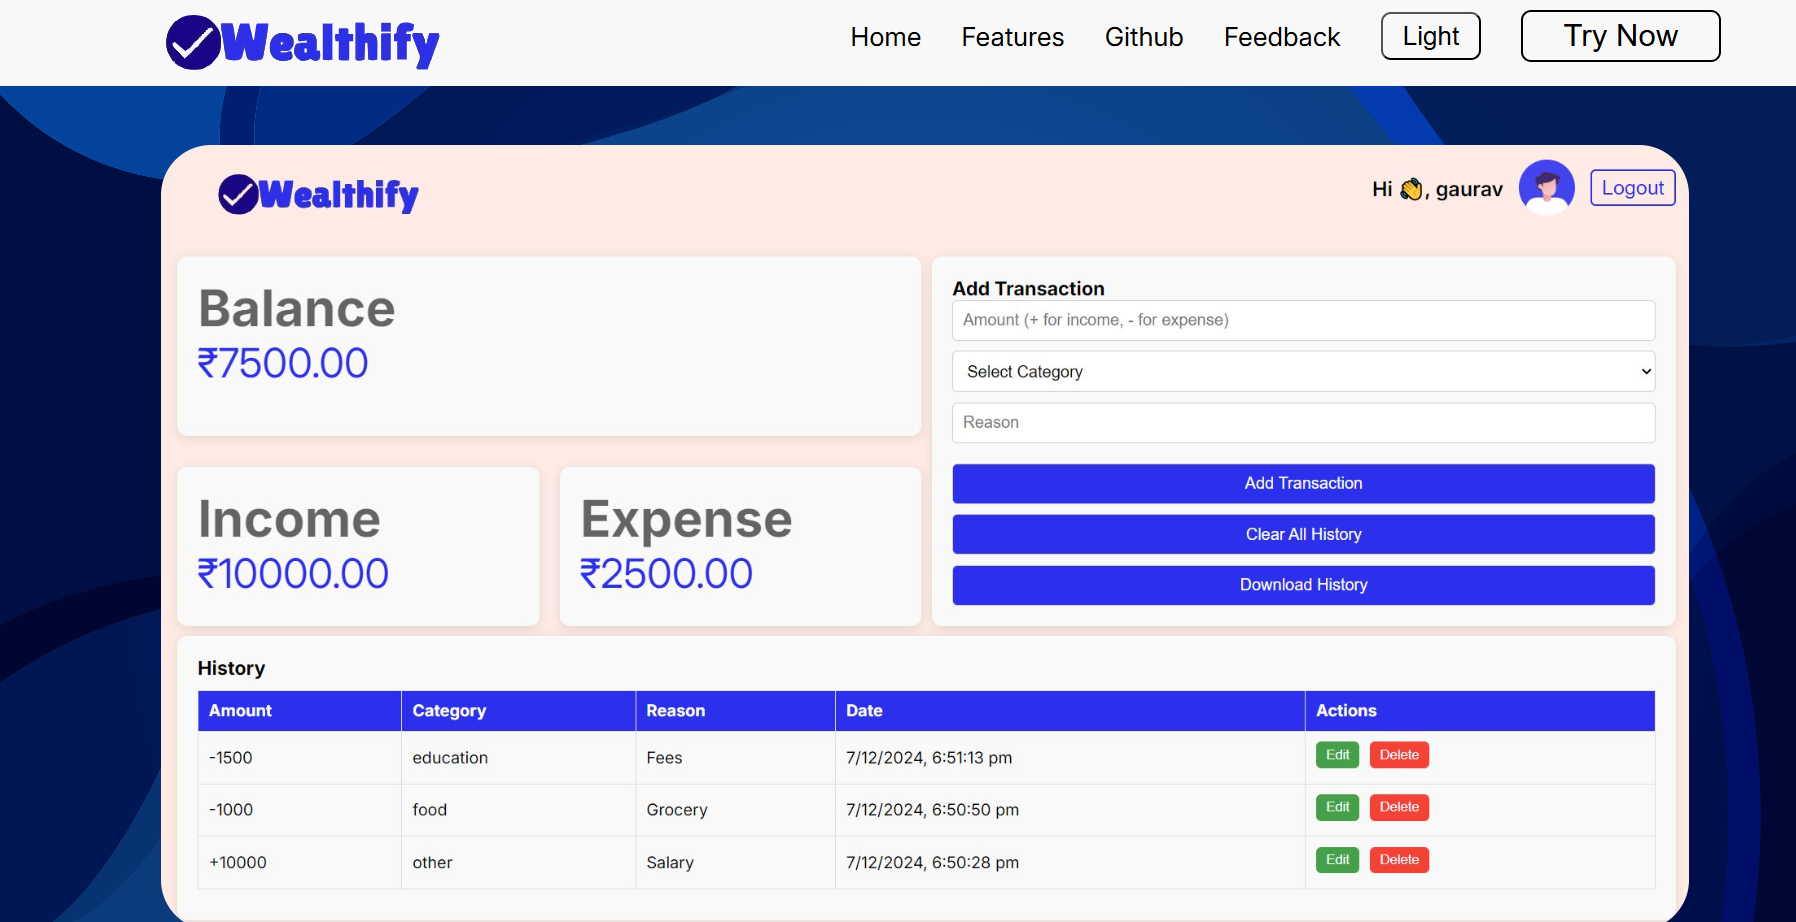 Wealthify
Home Features Github Feedback Light Try Now
Wealthify
Hi 👋, gaurav Logout
Balance
₹7500.00
Income
₹10000.00
Expense
₹2500.00
Add Transaction
Amount (+ for income, - for expense)
Select Category
Reason
Add Transaction
Clear All History
Download History
History
Amount Category Reason Date Actions
-1500 education Fees 7/12/2024, 6:51:13 pm Edit Delete
-1000 food Grocery 7/12/2024, 6:50:50 pm Edit Delete
+10000 other Salary 7/12/2024, 6:50:28 pm Edit Delete